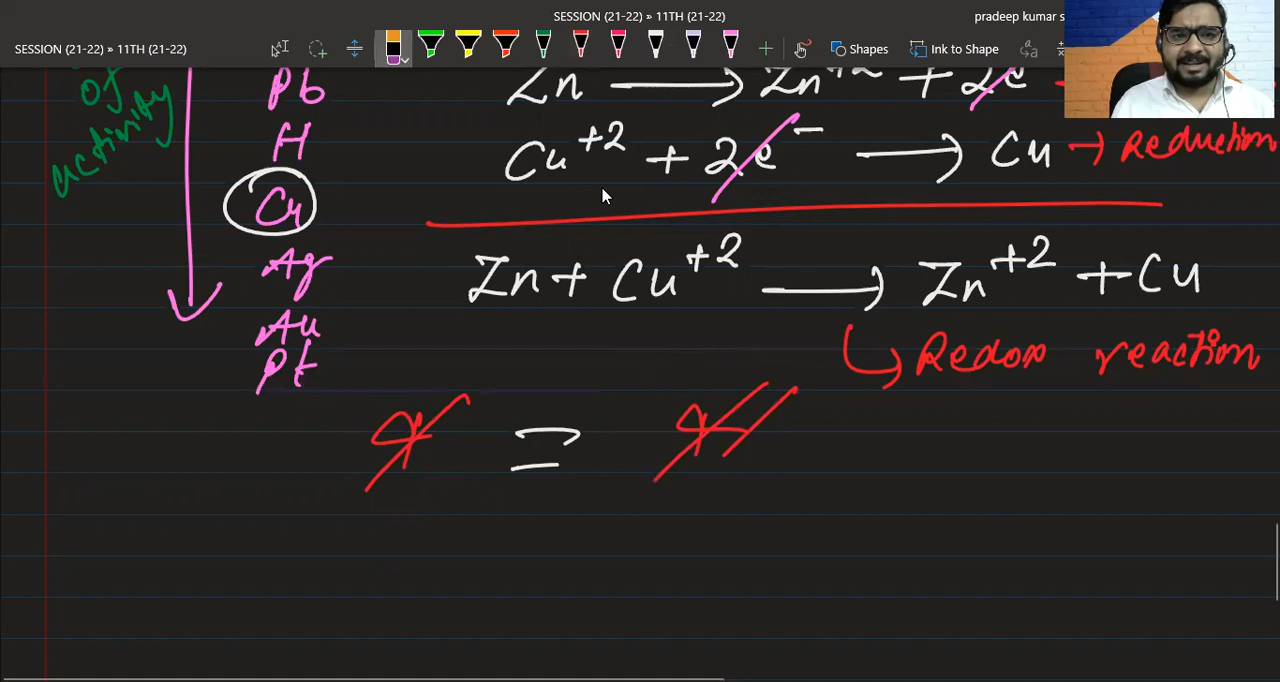 SESSION (21-22) » 11TH (21-22)
pradeep kumar s
SESSION (21-22) » 11TH (21-22)
Shapes
Ink to Shape
of
activity
Pb
H
Cu
Ag
Au
Pt
Zn ⟶ Zn+2 + 2e
Cu+2 + 2e− ⟶ Cu → Reduction
Zn + Cu+2 ⟶ Zn+2 + Cu
↳ Redox reaction
=